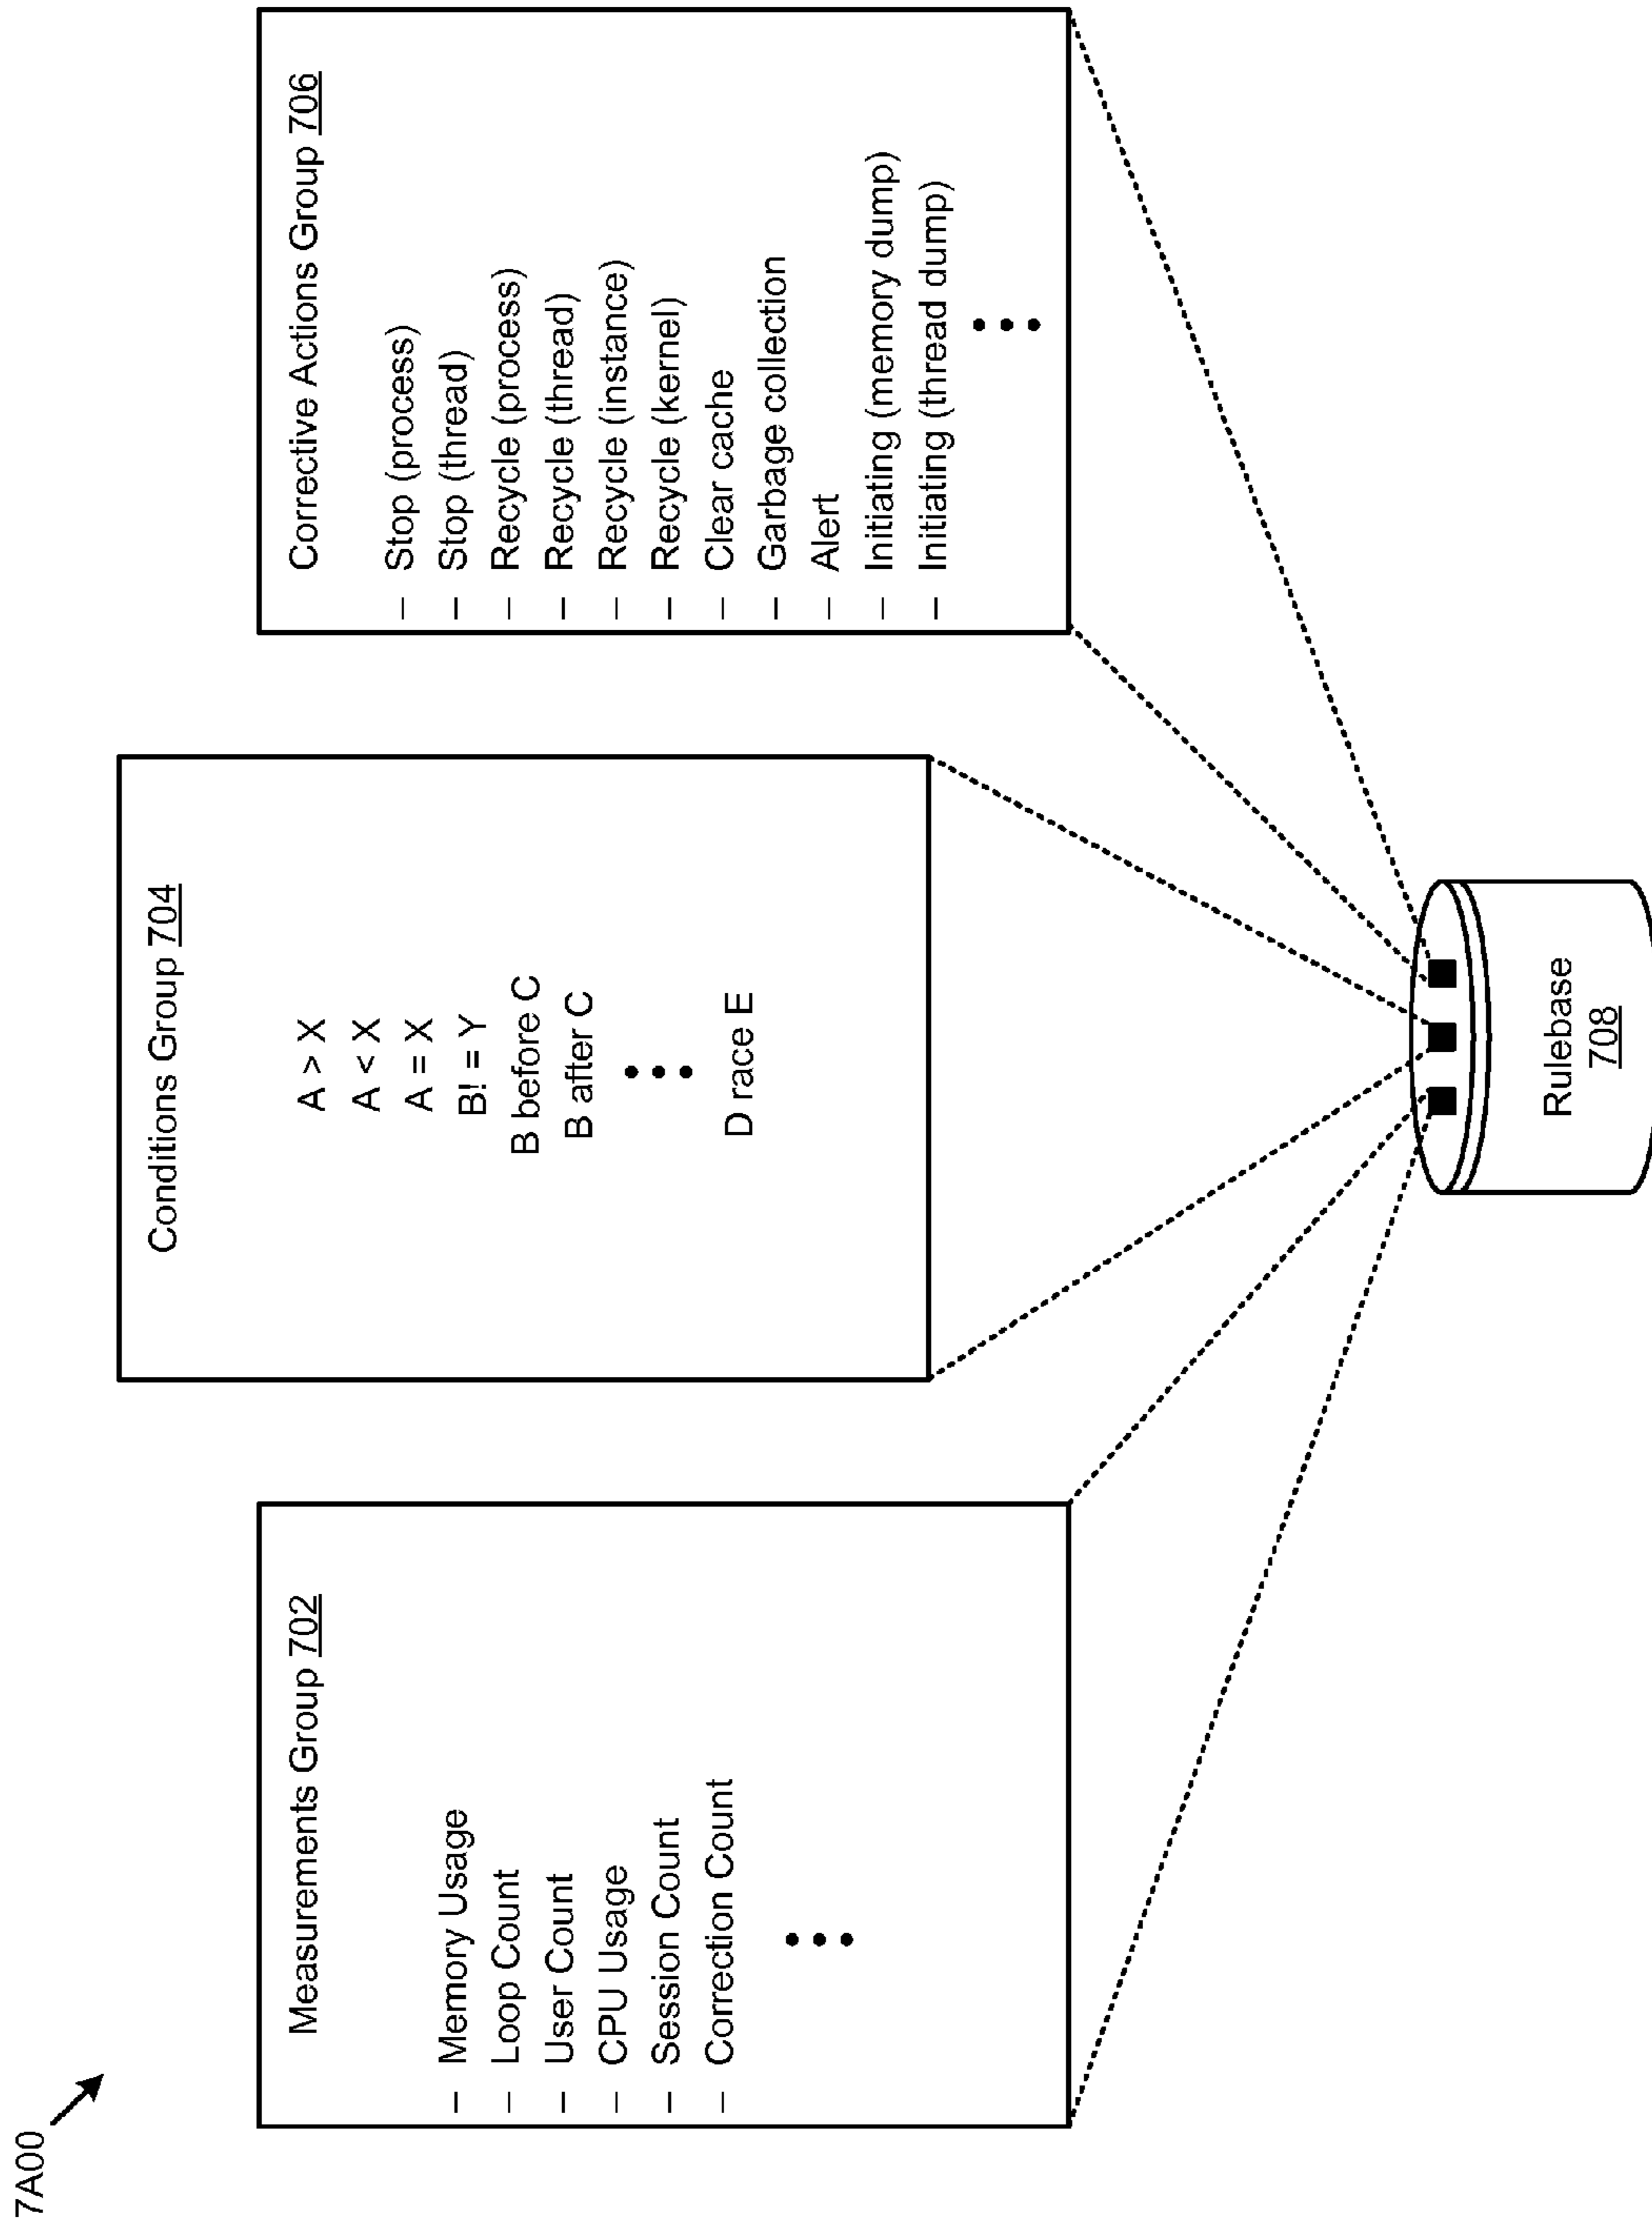 7A00
Measurements Group 702
– Memory Usage
– Loop Count
– User Count
– CPU Usage
– Session Count
– Correction Count
Conditions Group 704
A > X
A < X
A = X
B! = Y
B before C
B after C
D race E
Corrective Actions Group 706
– Stop (process)
– Stop (thread)
– Recycle (process)
– Recycle (thread)
– Recycle (instance)
– Recycle (kernel)
– Clear cache
– Garbage collection
– Alert
– Initiating (memory dump)
– Initiating (thread dump)
Rulebase
708